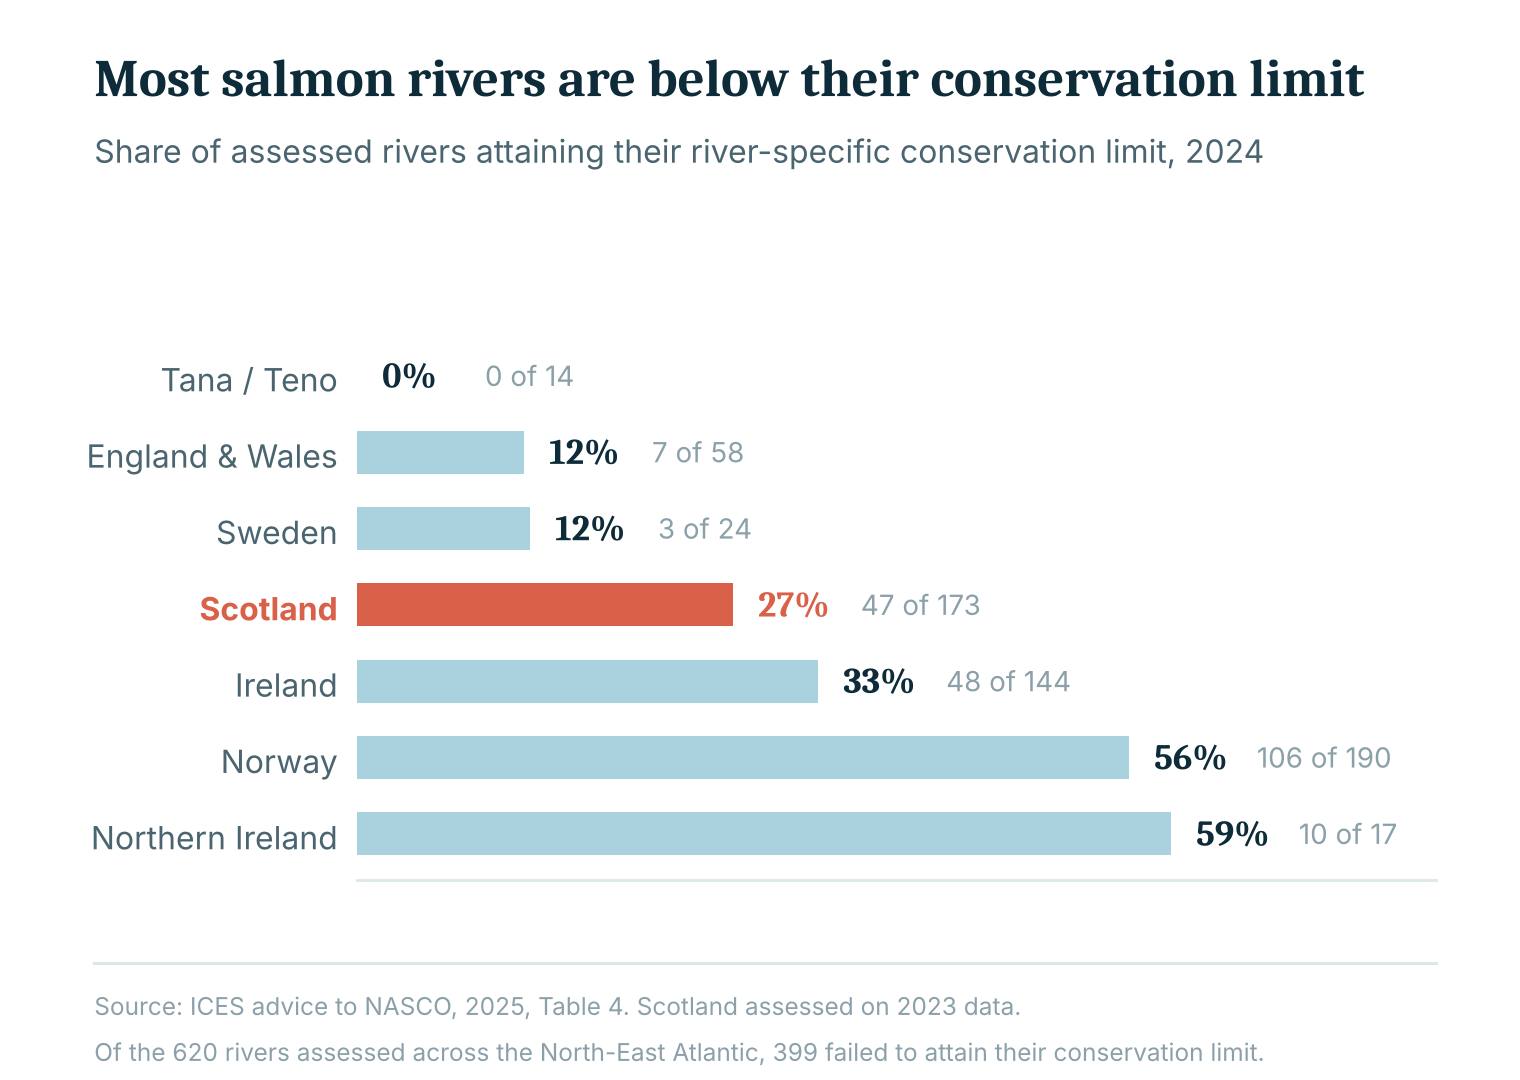 Most salmon rivers are below their conservation limit
Share of assessed rivers attaining their river-specific conservation limit, 2024
Tana / Teno 0% 0 of 14
England & Wales 12% 7 of 58
Sweden 12% 3 of 24
Scotland 27% 47 of 173
Ireland 33% 48 of 144
Norway 56% 106 of 190
Northern Ireland 59% 10 of 17
Source: ICES advice to NASCO, 2025, Table 4. Scotland assessed on 2023 data.
Of the 620 rivers assessed across the North-East Atlantic, 399 failed to attain their conservation limit.